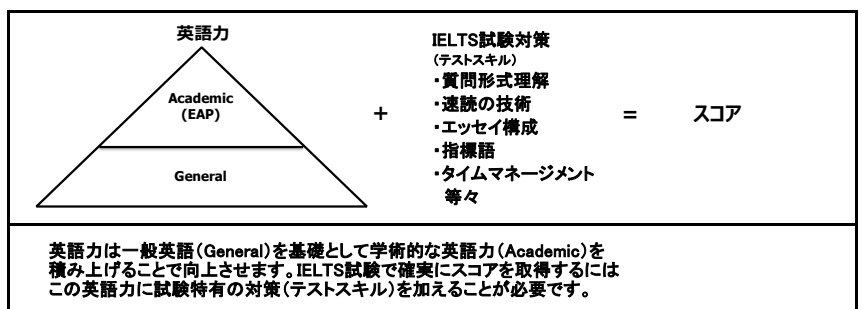 英語力
Academic
(EAP)
General
+
IELTS試験対策
(テストスキル)
・質問形式理解
・速読の技術
・エッセイ構成
・指標語
・タイムマネージメント
等々
=
スコア
英語力は一般英語(General)を基礎として学術的な英語力(Academic)を
積み上げることで向上させます。IELTS試験で確実にスコアを取得するには
この英語力に試験特有の対策(テストスキル)を加えることが必要です。